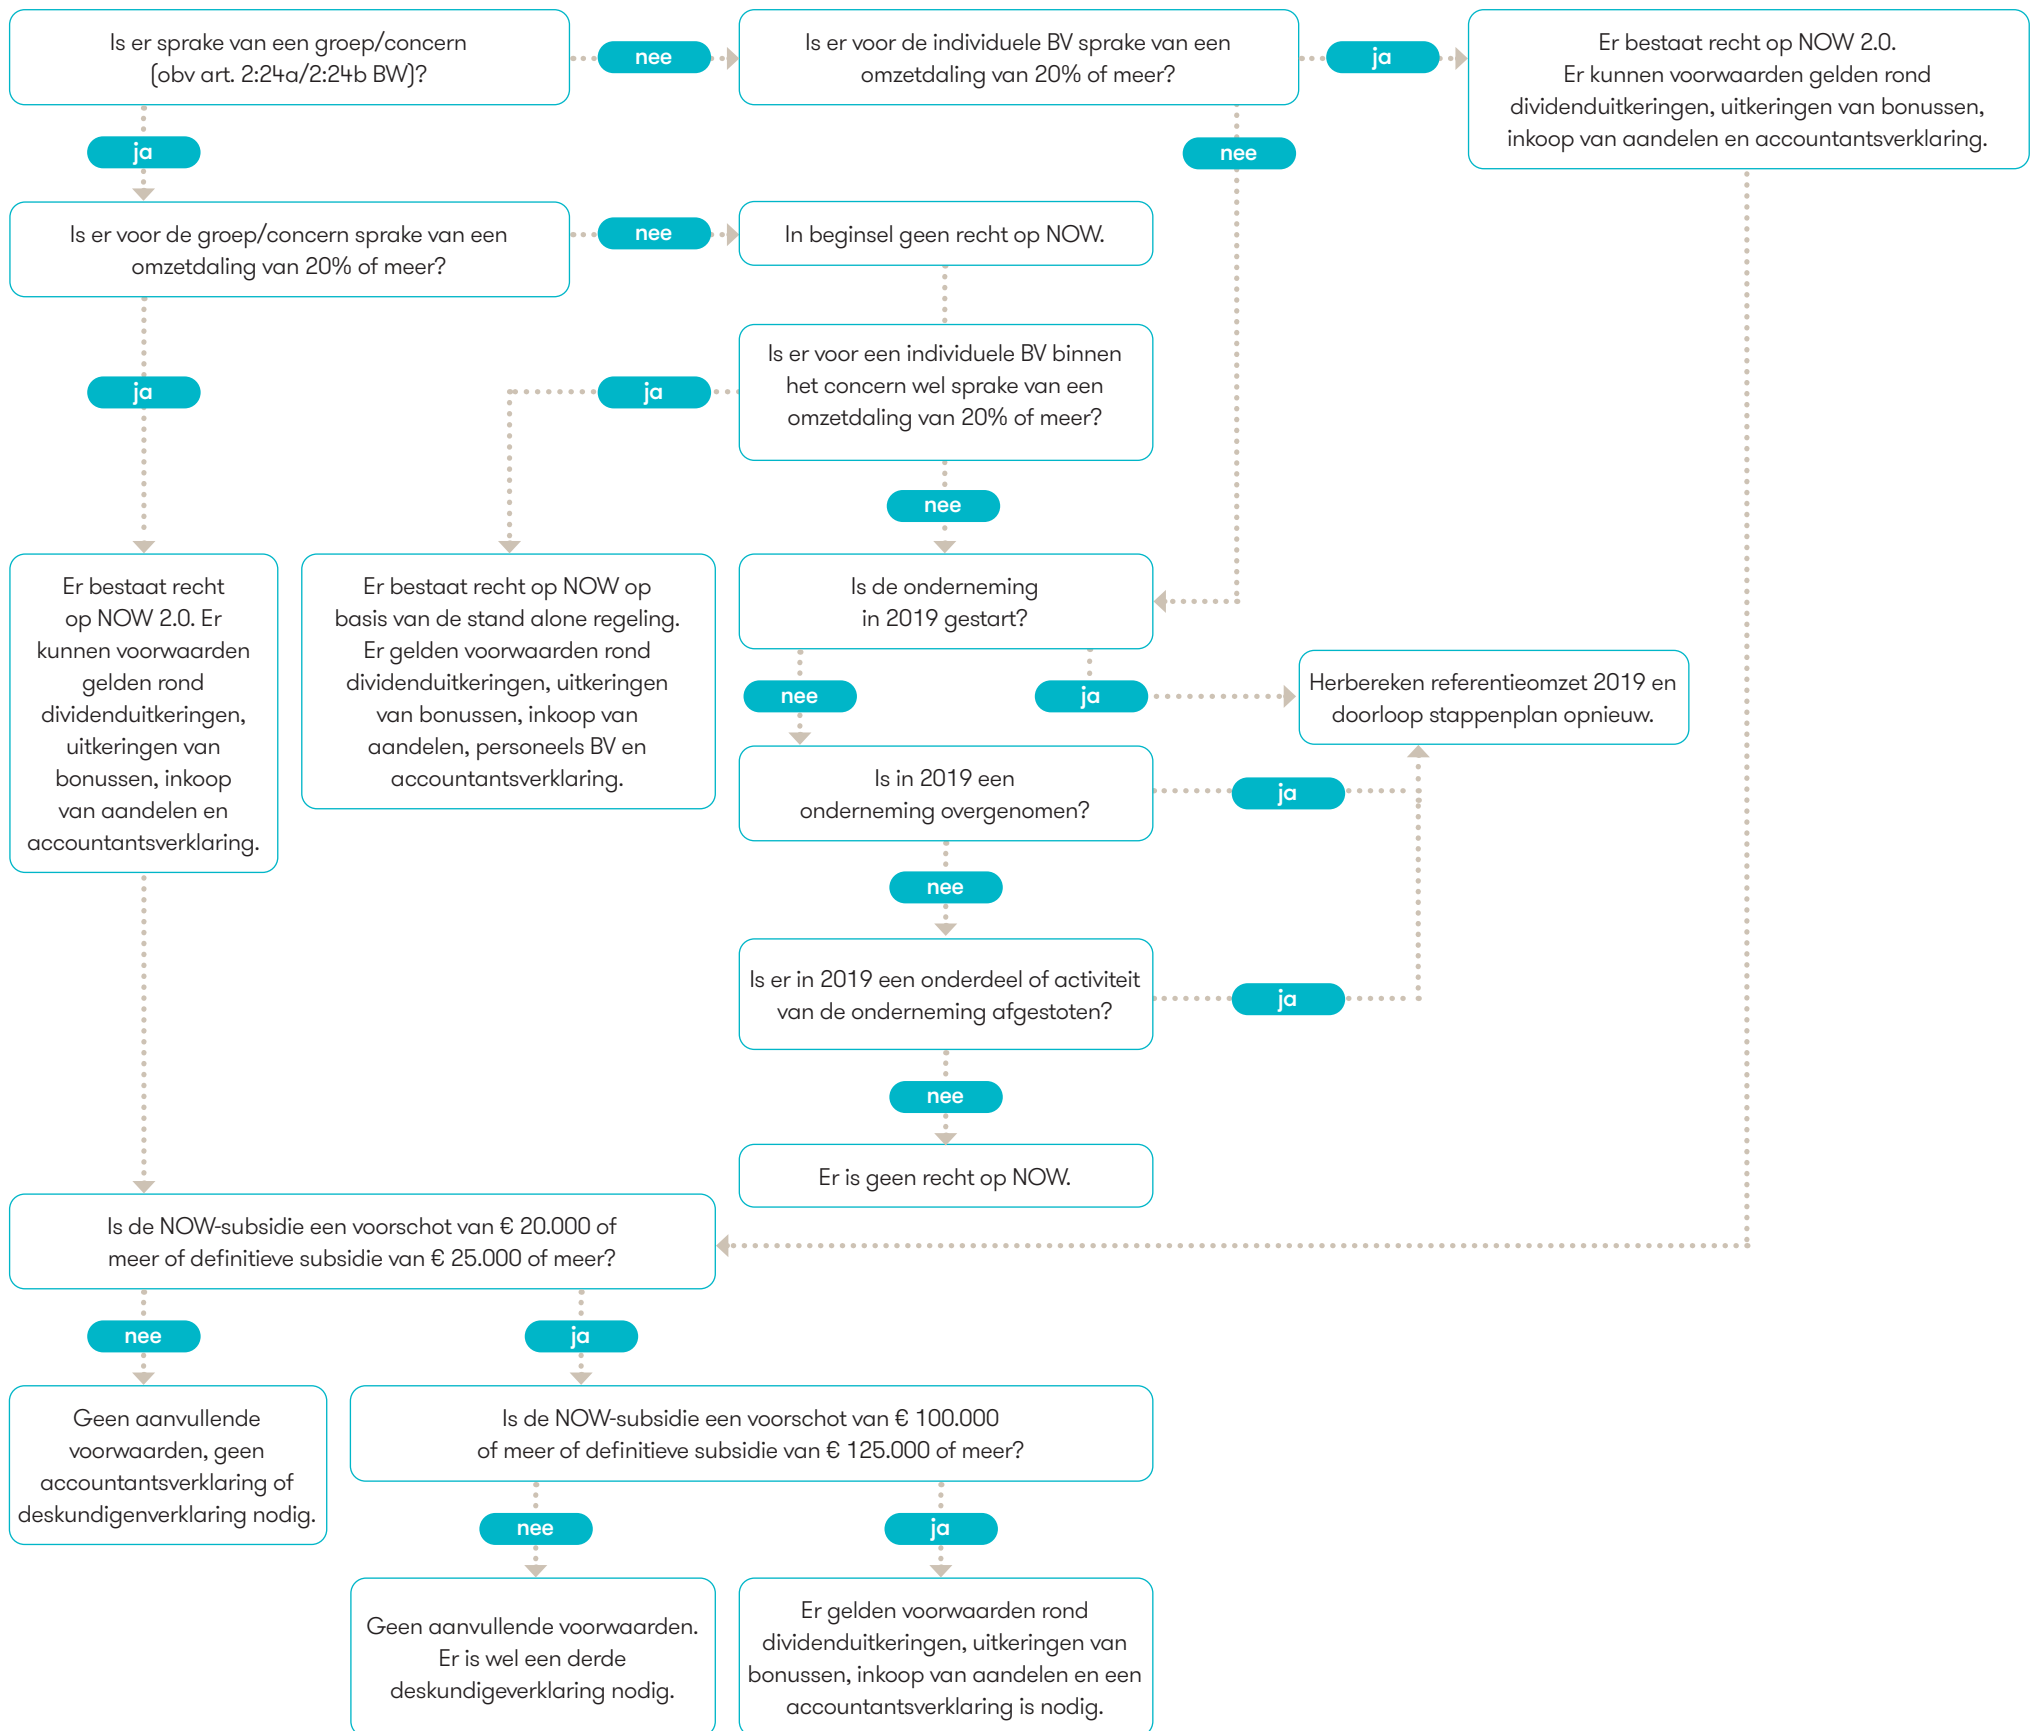 Is er sprake van een groep/concern
(obv art. 2:24a/2:24b BW)?
nee
Is er voor de individuele BV sprake van een
omzetdaling van 20% of meer?
ja
Er bestaat recht op NOW 2.0.
Er kunnen voorwaarden gelden rond
dividenduitkeringen, uitkeringen van bonussen,
inkoop van aandelen en accountantsverklaring.
ja
nee
Is er voor de groep/concern sprake van een
omzetdaling van 20% of meer?
nee
In beginsel geen recht op NOW.
Is er voor een individuele BV binnen
het concern wel sprake van een
omzetdaling van 20% of meer?
ja
ja
nee
Er bestaat recht
op NOW 2.0. Er
kunnen voorwaarden
gelden rond
dividenduitkeringen,
uitkeringen van
bonussen, inkoop
van aandelen en
accountantsverklaring.
Er bestaat recht op NOW op
basis van de stand alone regeling.
Er gelden voorwaarden rond
dividenduitkeringen, uitkeringen
van bonussen, inkoop van
aandelen, personeels BV en
accountantsverklaring.
Is de onderneming
in 2019 gestart?
nee
ja
Herbereken referentieomzet 2019 en
doorloop stappenplan opnieuw.
Is in 2019 een
onderneming overgenomen?
ja
nee
Is er in 2019 een onderdeel of activiteit
van de onderneming afgestoten?
ja
nee
Er is geen recht op NOW.
Is de NOW-subsidie een voorschot van € 20.000 of
meer of definitieve subsidie van € 25.000 of meer?
nee
ja
Geen aanvullende
voorwaarden, geen
accountantsverklaring of
deskundigenverklaring nodig.
Is de NOW-subsidie een voorschot van € 100.000
of meer of definitieve subsidie van € 125.000 of meer?
nee
ja
Geen aanvullende voorwaarden.
Er is wel een derde
deskundigeverklaring nodig.
Er gelden voorwaarden rond
dividenduitkeringen, uitkeringen van
bonussen, inkoop van aandelen en een
accountantsverklaring is nodig.